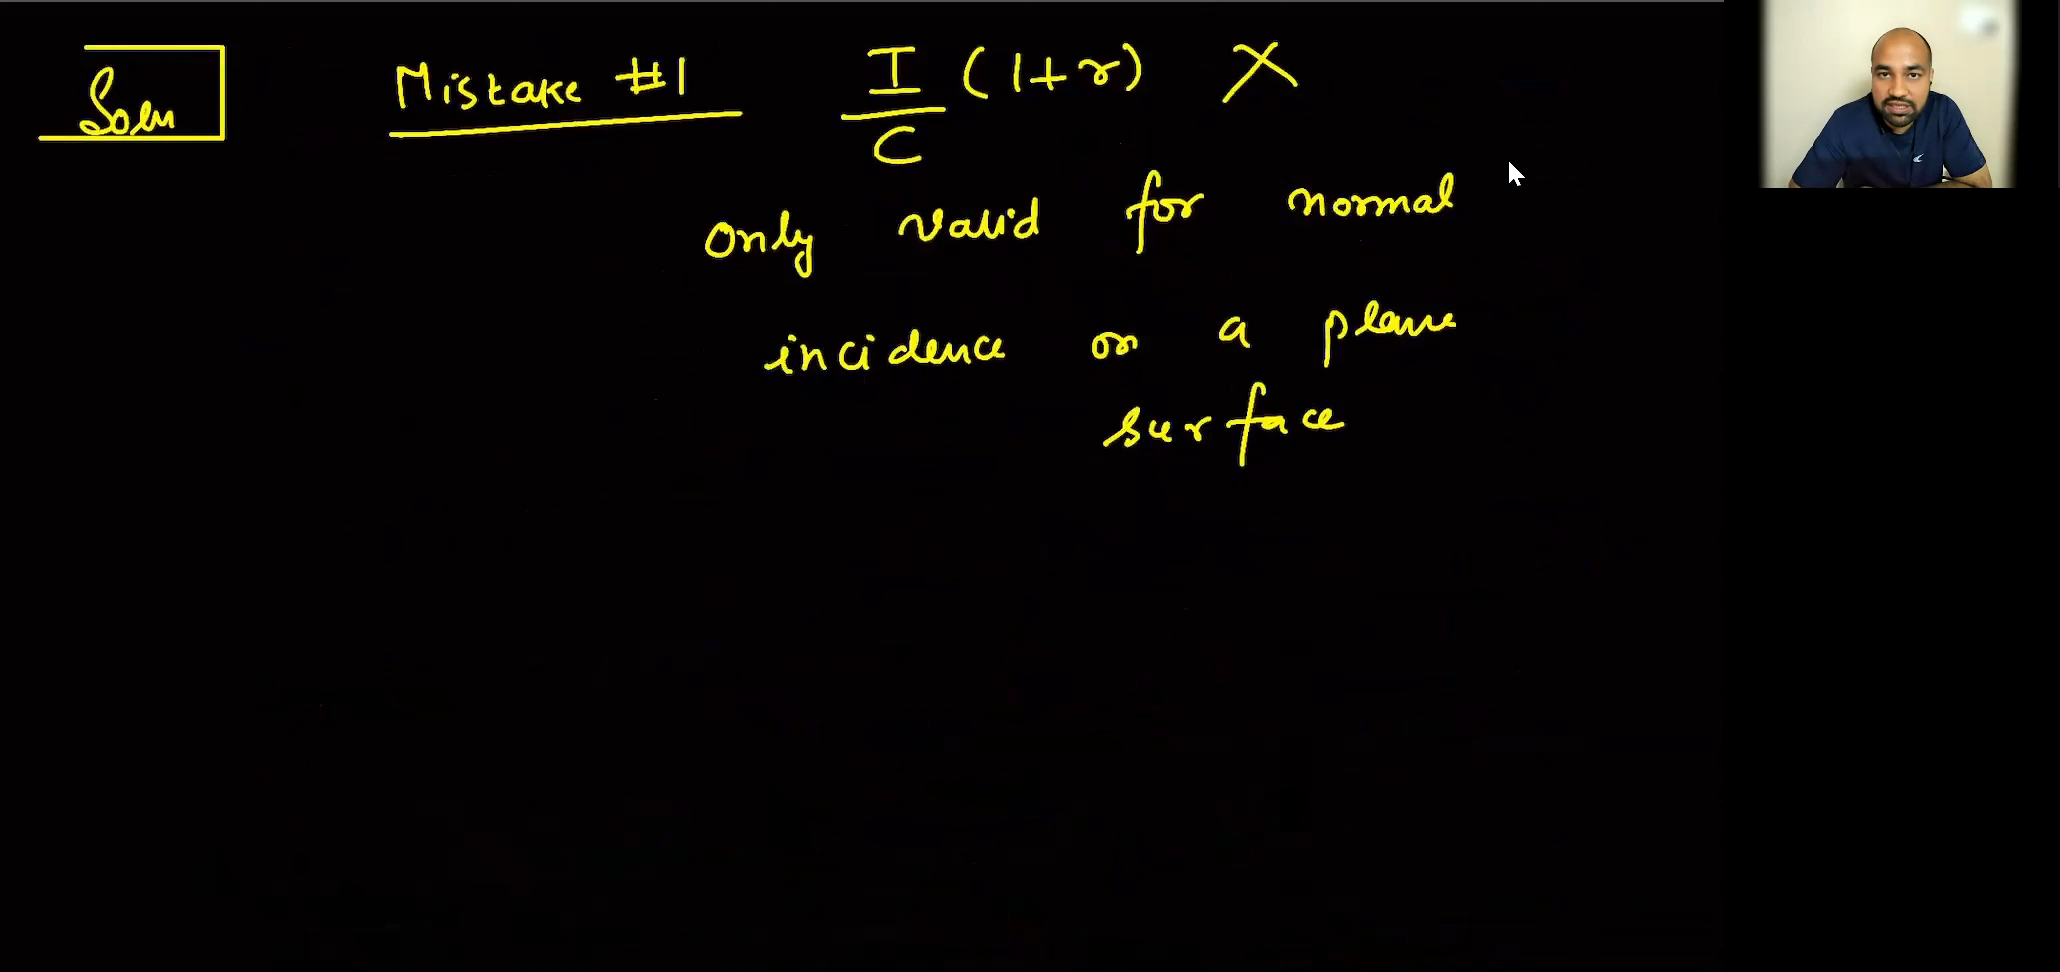 Soln
Mistake #1 I/C (1+r) X
only valid for normal
incidence on a plane
surface